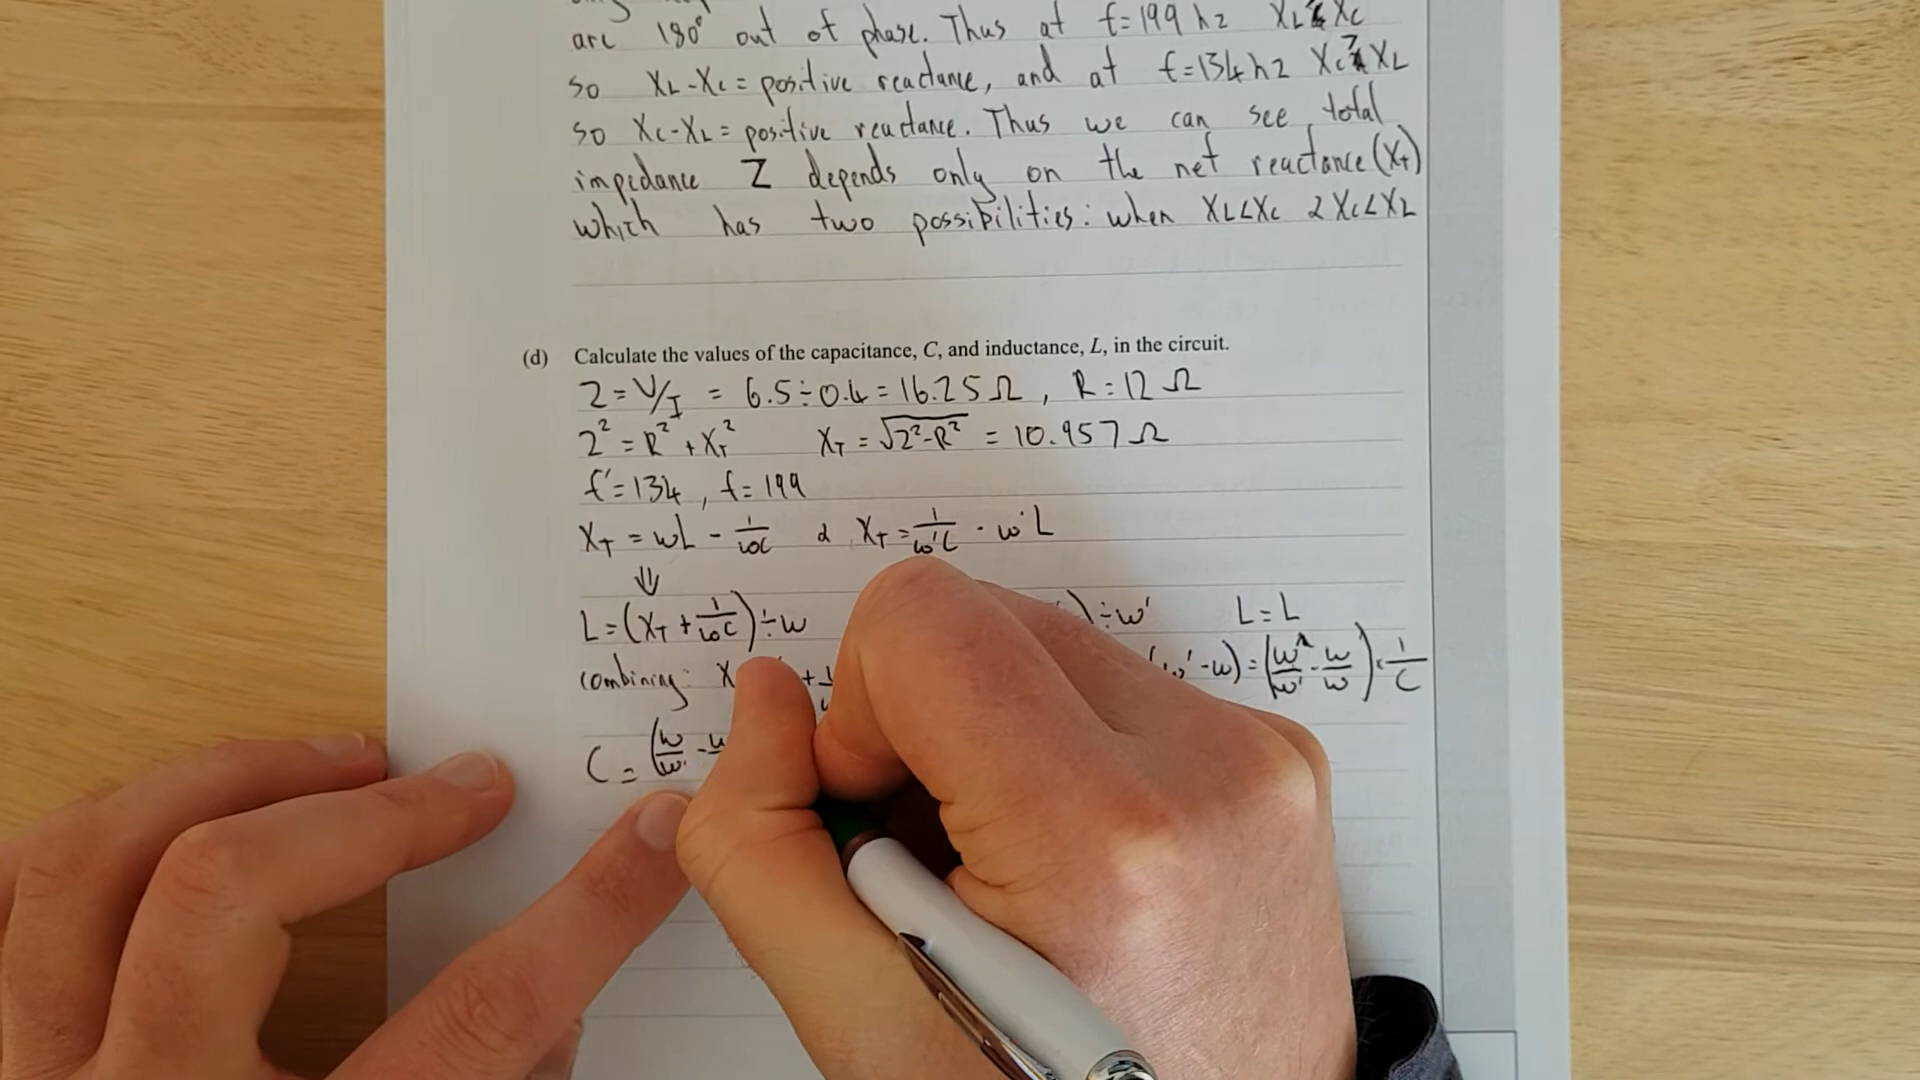 are 180° out of phase. Thus at f=199 hz XL > XC
so XL-XC = positive reactance, and at f=134hz XC > XL
so XC-XL = positive reactance. Thus we can see total
impedance Z depends only on the net reactance (XT)
which has two possibilities: when XL<XC & XC<XL
(d) Calculate the values of the capacitance, C, and inductance, L, in the circuit.
Z = V/I = 6.5÷0.4 = 16.25 Ω , R = 12 Ω
Z² = R² + XT² XT = √Z²-R² = 10.957 Ω
f'=134 , f=199
XT = ωL - 1/ωC & XT = 1/ω'C - ω'L
⇓
L = (XT + 1/ωC) ÷ ω ) ÷ ω' L = L
combining: X + ω' - ω) = (ω/ω' - ω'/ω) × 1/C
C = (ω/ω' -